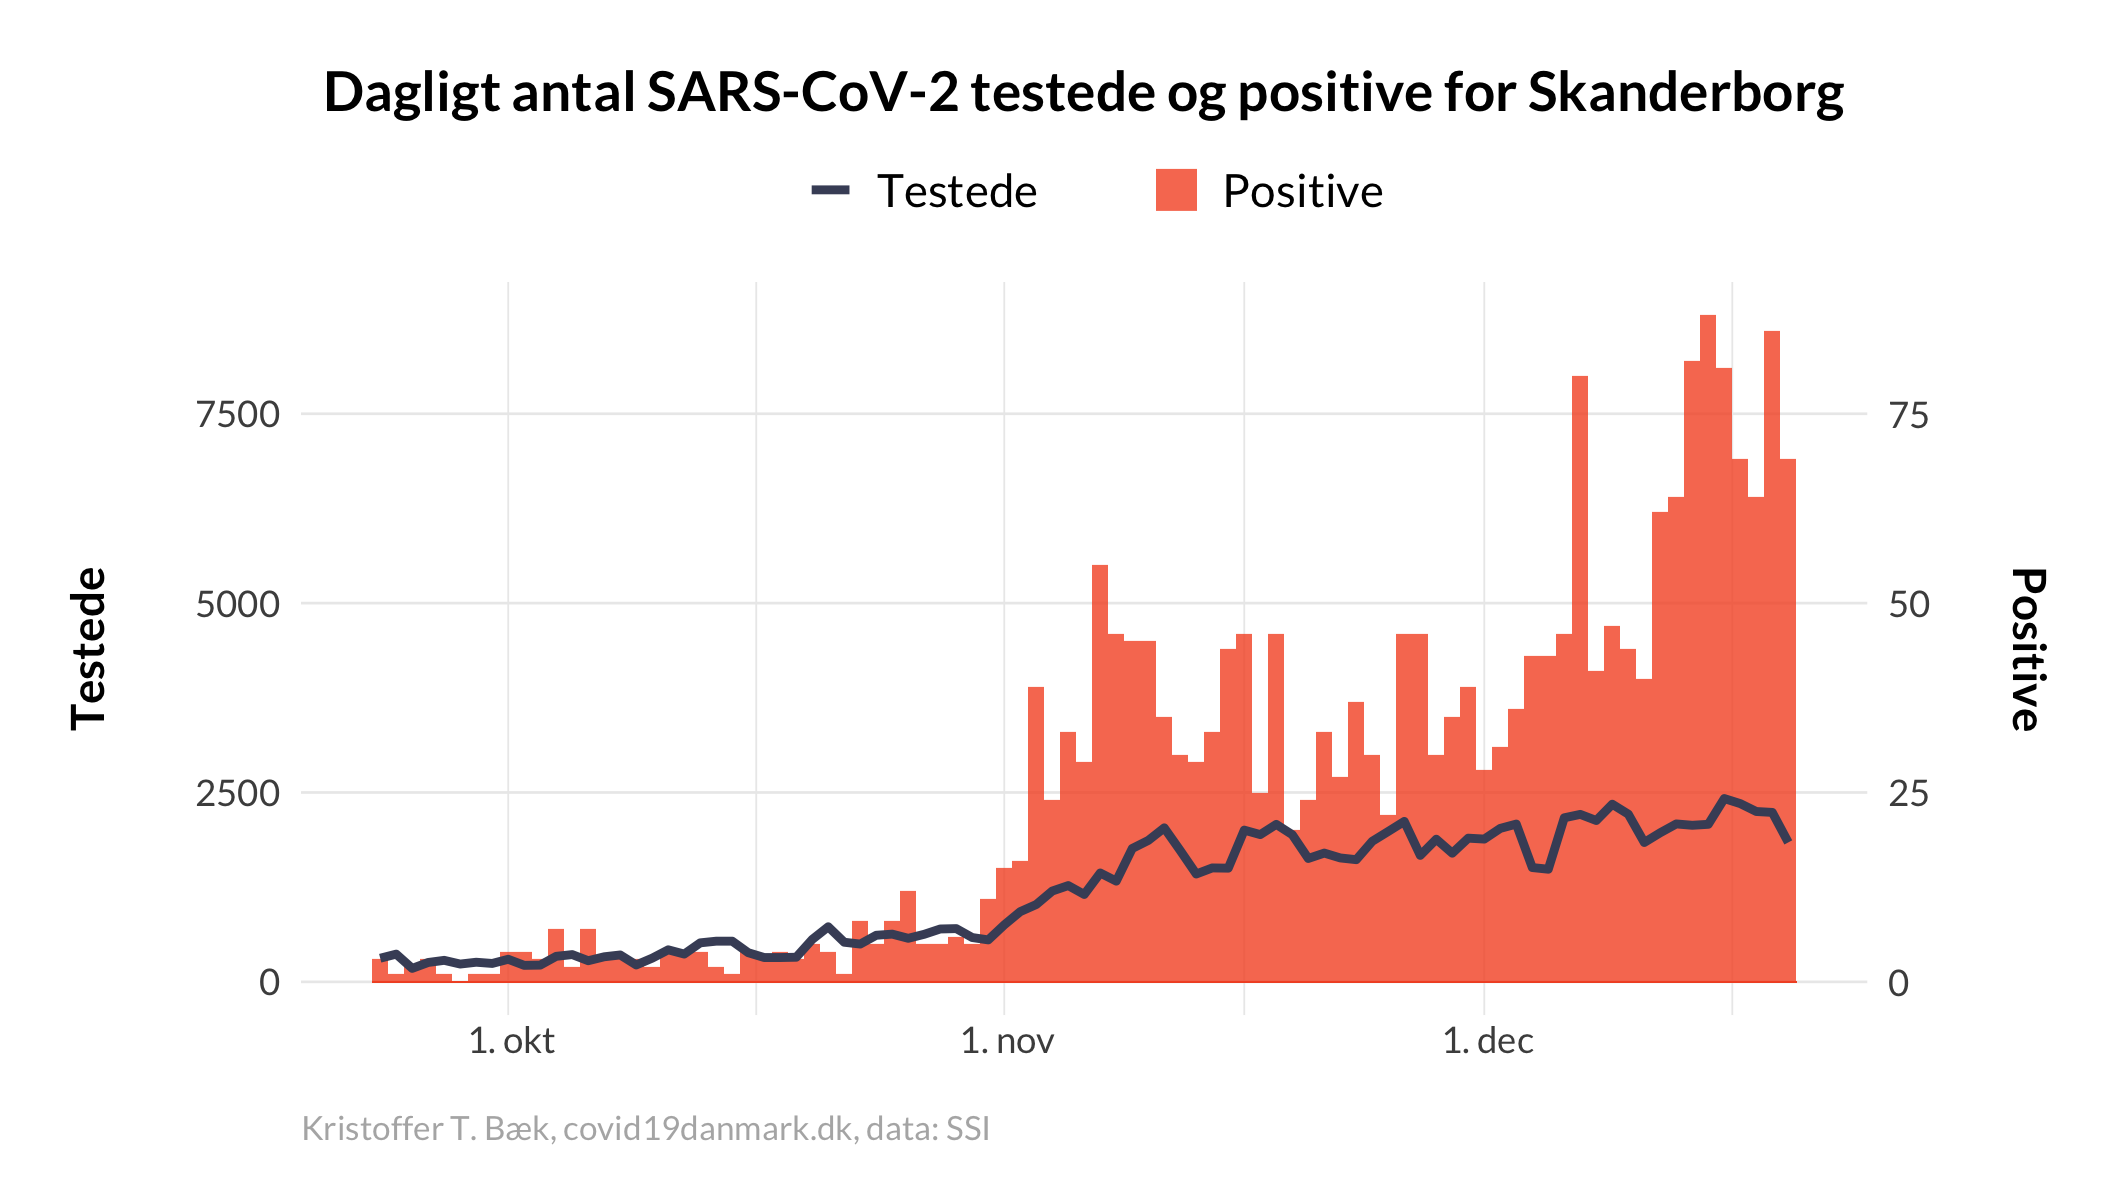 Dagligt antal SARS-CoV-2 testede og positive for Skanderborg
Testede
Positive
7500
5000
2500
0
75
50
25
0
Testede
Positive
1. okt
1. nov
1. dec
Kristoffer T. Bæk, covid19danmark.dk, data: SSI